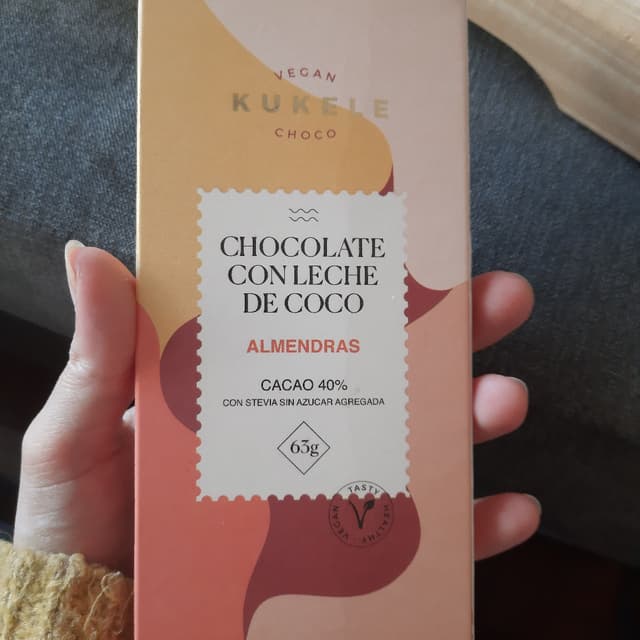 VEGAN
KUKELE
CHOCO
CHOCOLATE
CON LECHE
DE COCO
ALMENDRAS
CACAO 40%
CON STEVIA SIN AZUCAR AGREGADA
63g
TASTY
HEALTHY
VEGAN